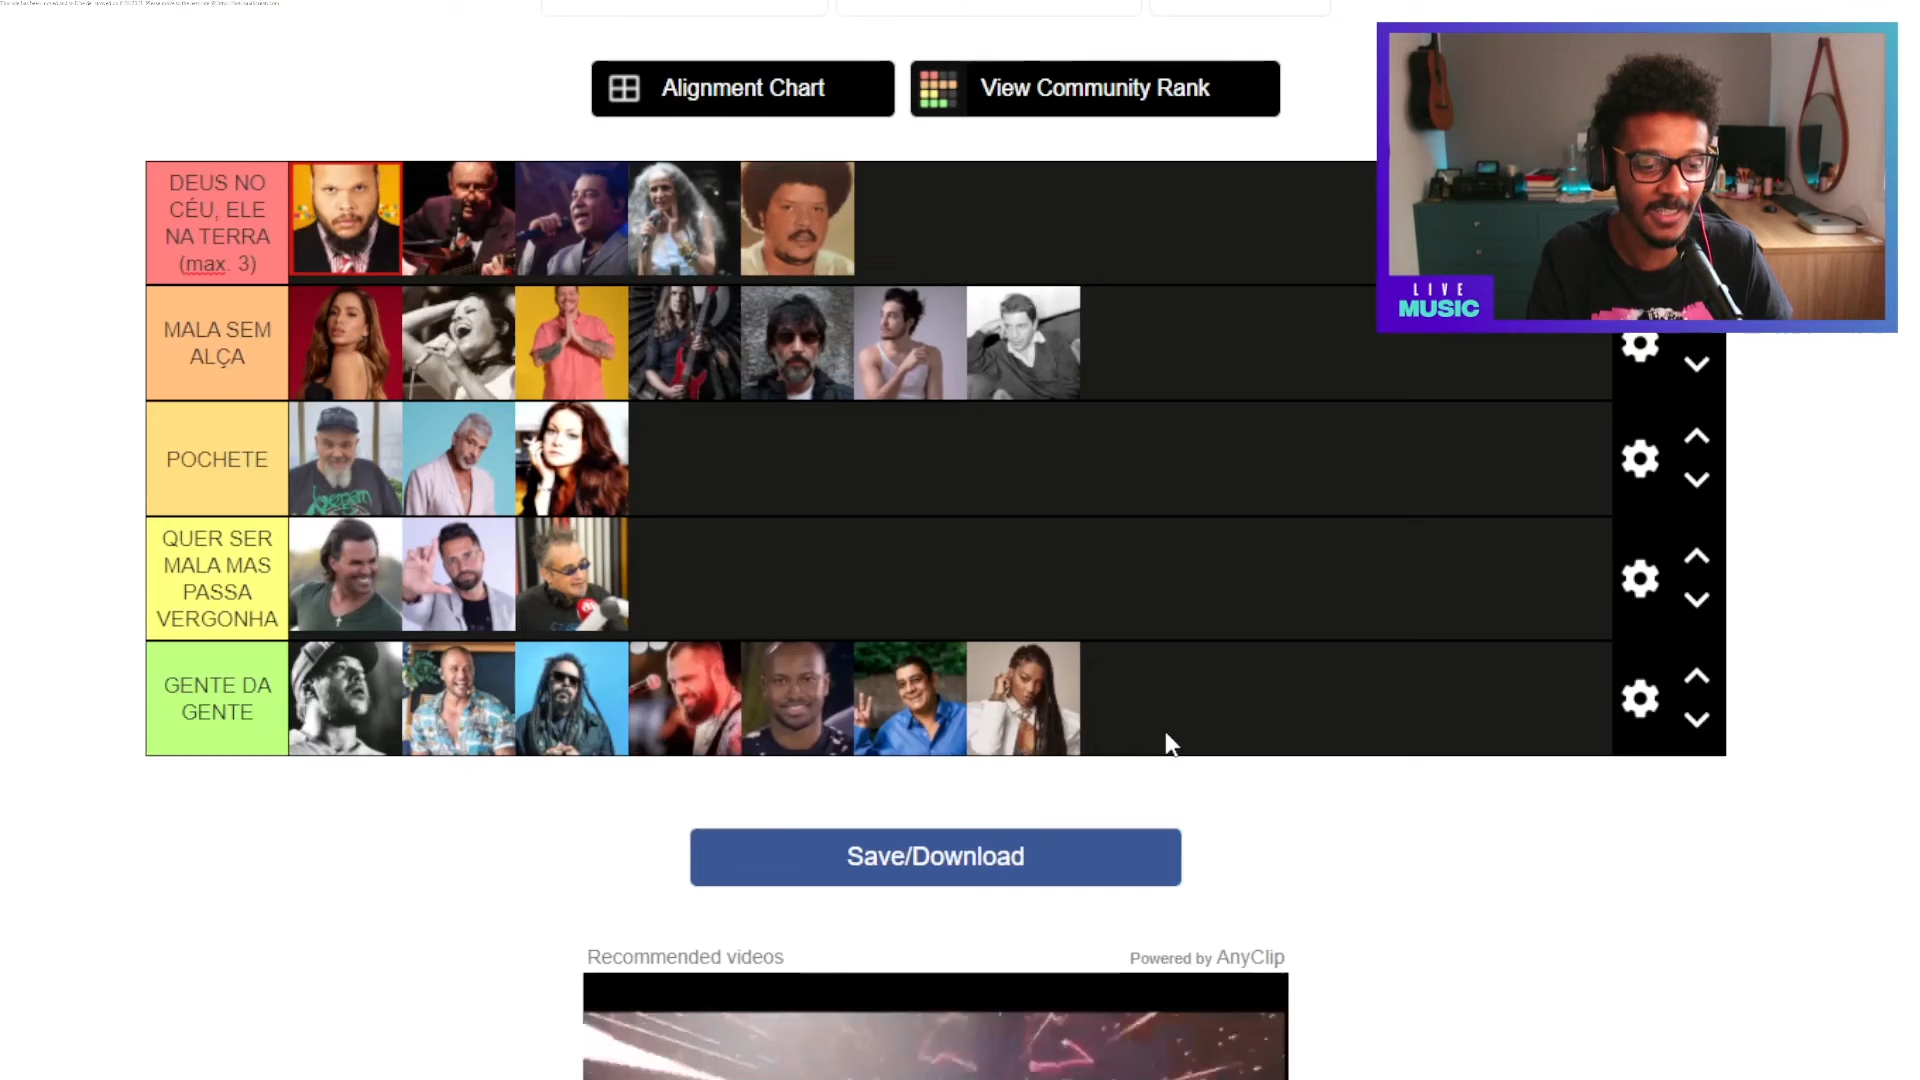 Alignment Chart
View Community Rank
DEUS NO
CÉU, ELE
NA TERRA
(max. 3)
LIVE
MUSIC
MALA SEM
ALÇA
POCHETE
QUER SER
MALA MAS
PASSA
VERGONHA
GENTE DA
GENTE
Save/Download
Recommended videos
Powered by AnyClip